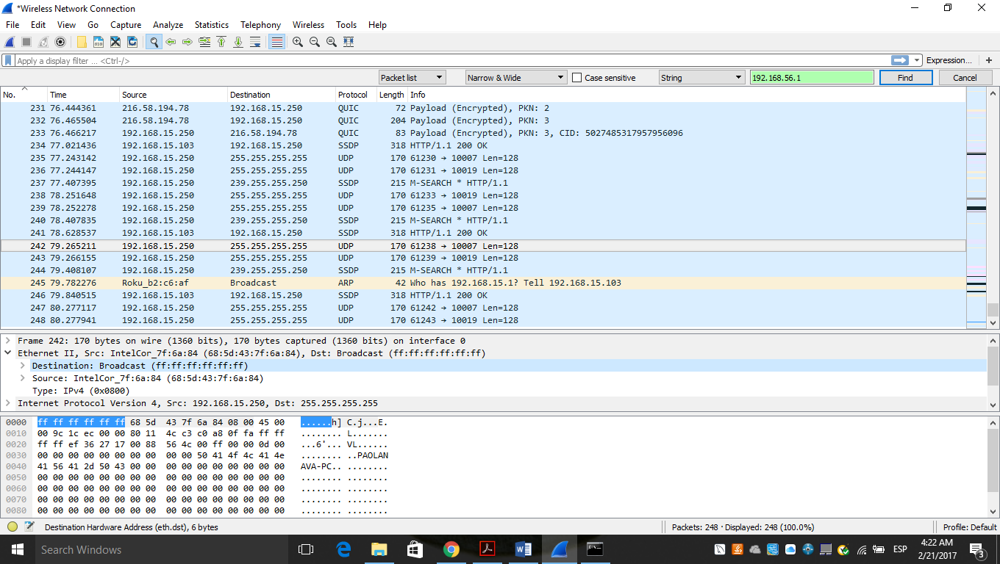 *Wireless Network Connection
File Edit View Go Capture Analyze Statistics Telephony Wireless Tools Help
Apply a display filter ... <Ctrl-/> Expression... +
Packet list Narrow & Wide Case sensitive String 192.168.56.1 Find Cancel
No. Time Source Destination Protocol Length Info
231 76.444361 216.58.194.78 192.168.15.250 QUIC 72 Payload (Encrypted), PKN: 2
232 76.465504 216.58.194.78 192.168.15.250 QUIC 204 Payload (Encrypted), PKN: 3
233 76.466217 192.168.15.250 216.58.194.78 QUIC 83 Payload (Encrypted), PKN: 3, CID: 5027485317957956096
234 77.021436 192.168.15.103 192.168.15.250 SSDP 318 HTTP/1.1 200 OK
235 77.243142 192.168.15.250 255.255.255.255 UDP 170 61230 → 10007 Len=128
236 77.244147 192.168.15.250 255.255.255.255 UDP 170 61231 → 10019 Len=128
237 77.407395 192.168.15.250 239.255.255.250 SSDP 215 M-SEARCH * HTTP/1.1
238 78.251648 192.168.15.250 255.255.255.255 UDP 170 61233 → 10019 Len=128
239 78.252278 192.168.15.250 255.255.255.255 UDP 170 61235 → 10007 Len=128
240 78.407835 192.168.15.250 239.255.255.250 SSDP 215 M-SEARCH * HTTP/1.1
241 78.628537 192.168.15.103 192.168.15.250 SSDP 318 HTTP/1.1 200 OK
242 79.265211 192.168.15.250 255.255.255.255 UDP 170 61238 → 10007 Len=128
243 79.266155 192.168.15.250 255.255.255.255 UDP 170 61239 → 10019 Len=128
244 79.408107 192.168.15.250 239.255.255.250 SSDP 215 M-SEARCH * HTTP/1.1
245 79.782276 Roku_b2:c6:af Broadcast ARP 42 Who has 192.168.15.1? Tell 192.168.15.103
246 79.840515 192.168.15.103 192.168.15.250 SSDP 318 HTTP/1.1 200 OK
247 80.277117 192.168.15.250 255.255.255.255 UDP 170 61242 → 10007 Len=128
248 80.277941 192.168.15.250 255.255.255.255 UDP 170 61243 → 10019 Len=128
Frame 242: 170 bytes on wire (1360 bits), 170 bytes captured (1360 bits) on interface 0
Ethernet II, Src: IntelCor_7f:6a:84 (68:5d:43:7f:6a:84), Dst: Broadcast (ff:ff:ff:ff:ff:ff)
Destination: Broadcast (ff:ff:ff:ff:ff:ff)
Source: IntelCor_7f:6a:84 (68:5d:43:7f:6a:84)
Type: IPv4 (0x0800)
Internet Protocol Version 4, Src: 192.168.15.250, Dst: 255.255.255.255
0000 ff ff ff ff ff ff 68 5d 43 7f 6a 84 08 00 45 00 ......h] C.j...E.
0010 00 9c 1c ec 00 00 80 11 4c c3 c0 a8 0f fa ff ff ........ L.......
0020 ff ff ef 36 27 17 00 88 56 4c 00 ff 00 00 0d 00 ...6'... VL......
0030 00 00 00 00 00 00 00 00 00 00 50 41 4f 4c 41 4e ........ ..PAOLAN
0040 41 56 41 2d 50 43 00 00 00 00 00 00 00 00 00 00 AVA-PC.. ........
0050 00 00 00 00 00 00 00 00 00 00 00 00 00 00 00 00 ........ ........
0060 00 00 00 00 00 00 00 00 00 00 00 00 00 00 00 00 ........ ........
0070 00 00 00 00 00 00 00 00 00 00 00 00 00 00 00 00 ........ ........
0080 00 00 00 00 00 00 00 00 00 00 00 00 00 00 00 00 ........ ........
Destination Hardware Address (eth.dst), 6 bytes Packets: 248 · Displayed: 248 (100.0%) Profile: Default
Search Windows ESP 4:22 AM
2/21/2017 3